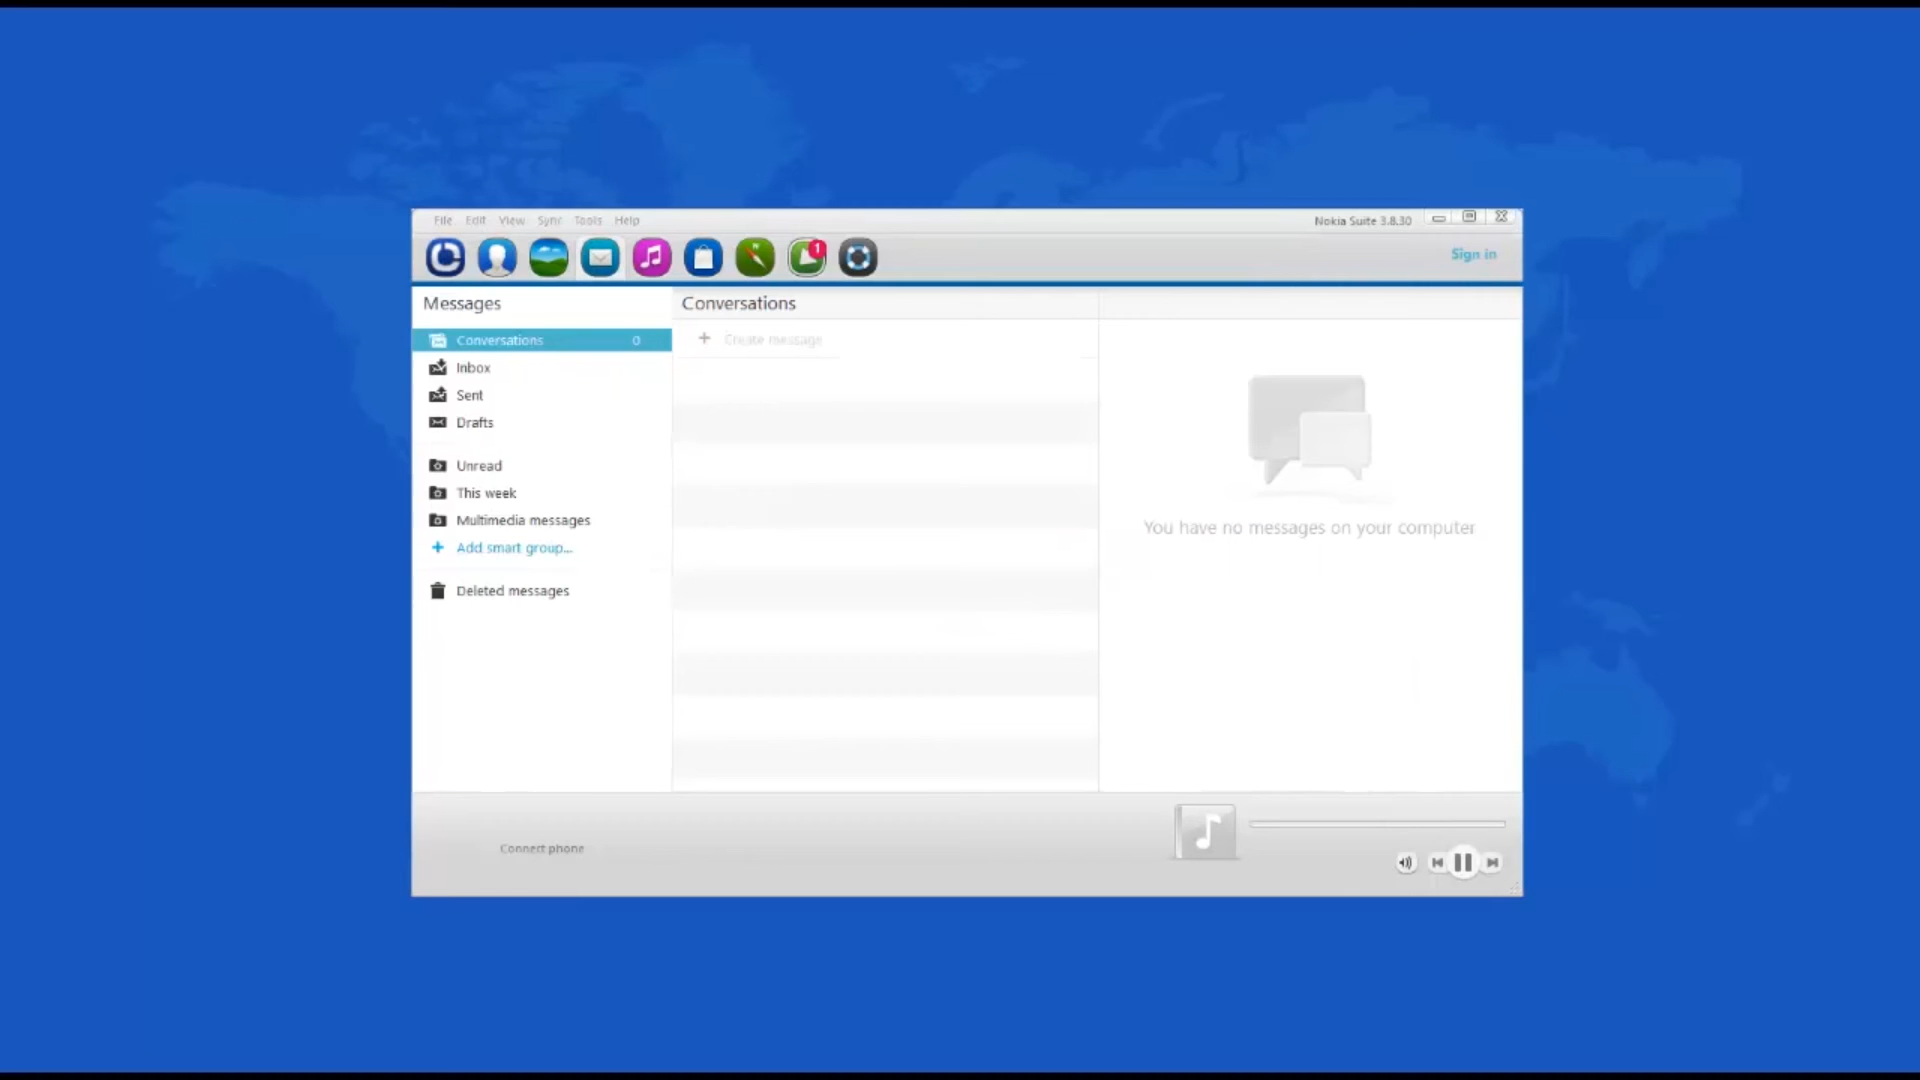 File Edit View Sync Tools Help
Nokia Suite 3.8.30
1
Sign in
Messages
Conversations 0
Inbox
Sent
Drafts
Unread
This week
Multimedia messages
+ Add smart group...
Deleted messages
Conversations
+ Create message
You have no messages on your computer
Connect phone